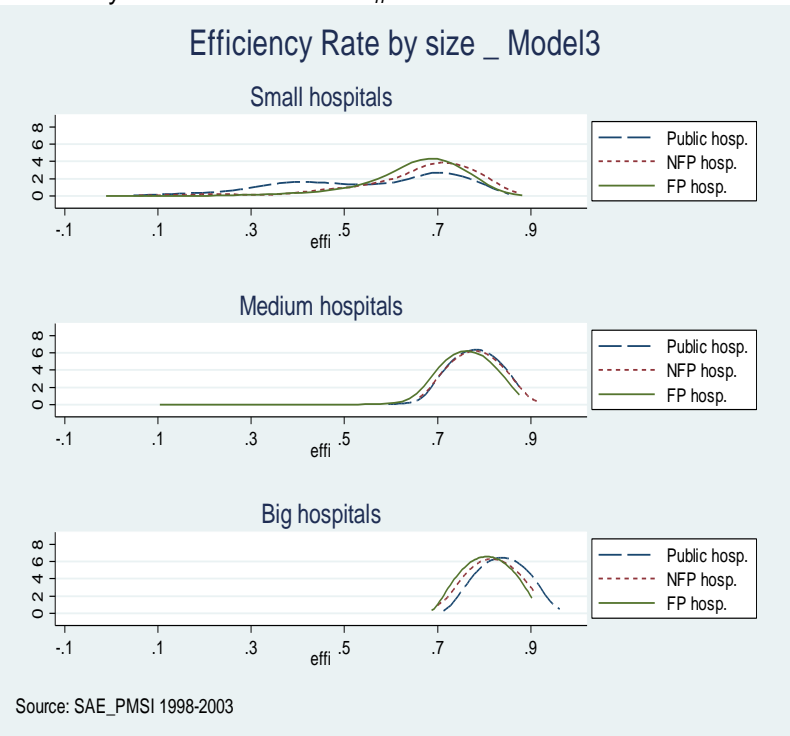 Efficiency Rate by size _ Model3
Small hospitals
0 2 4 6 8
-.1 .1 .3 .5 .7 .9
effi
Public hosp.
NFP hosp.
FP hosp.
Medium hospitals
0 2 4 6 8
-.1 .1 .3 .5 .7 .9
effi
Public hosp.
NFP hosp.
FP hosp.
Big hospitals
0 2 4 6 8
-.1 .1 .3 .5 .7 .9
effi
Public hosp.
NFP hosp.
FP hosp.
Source: SAE_PMSI 1998-2003